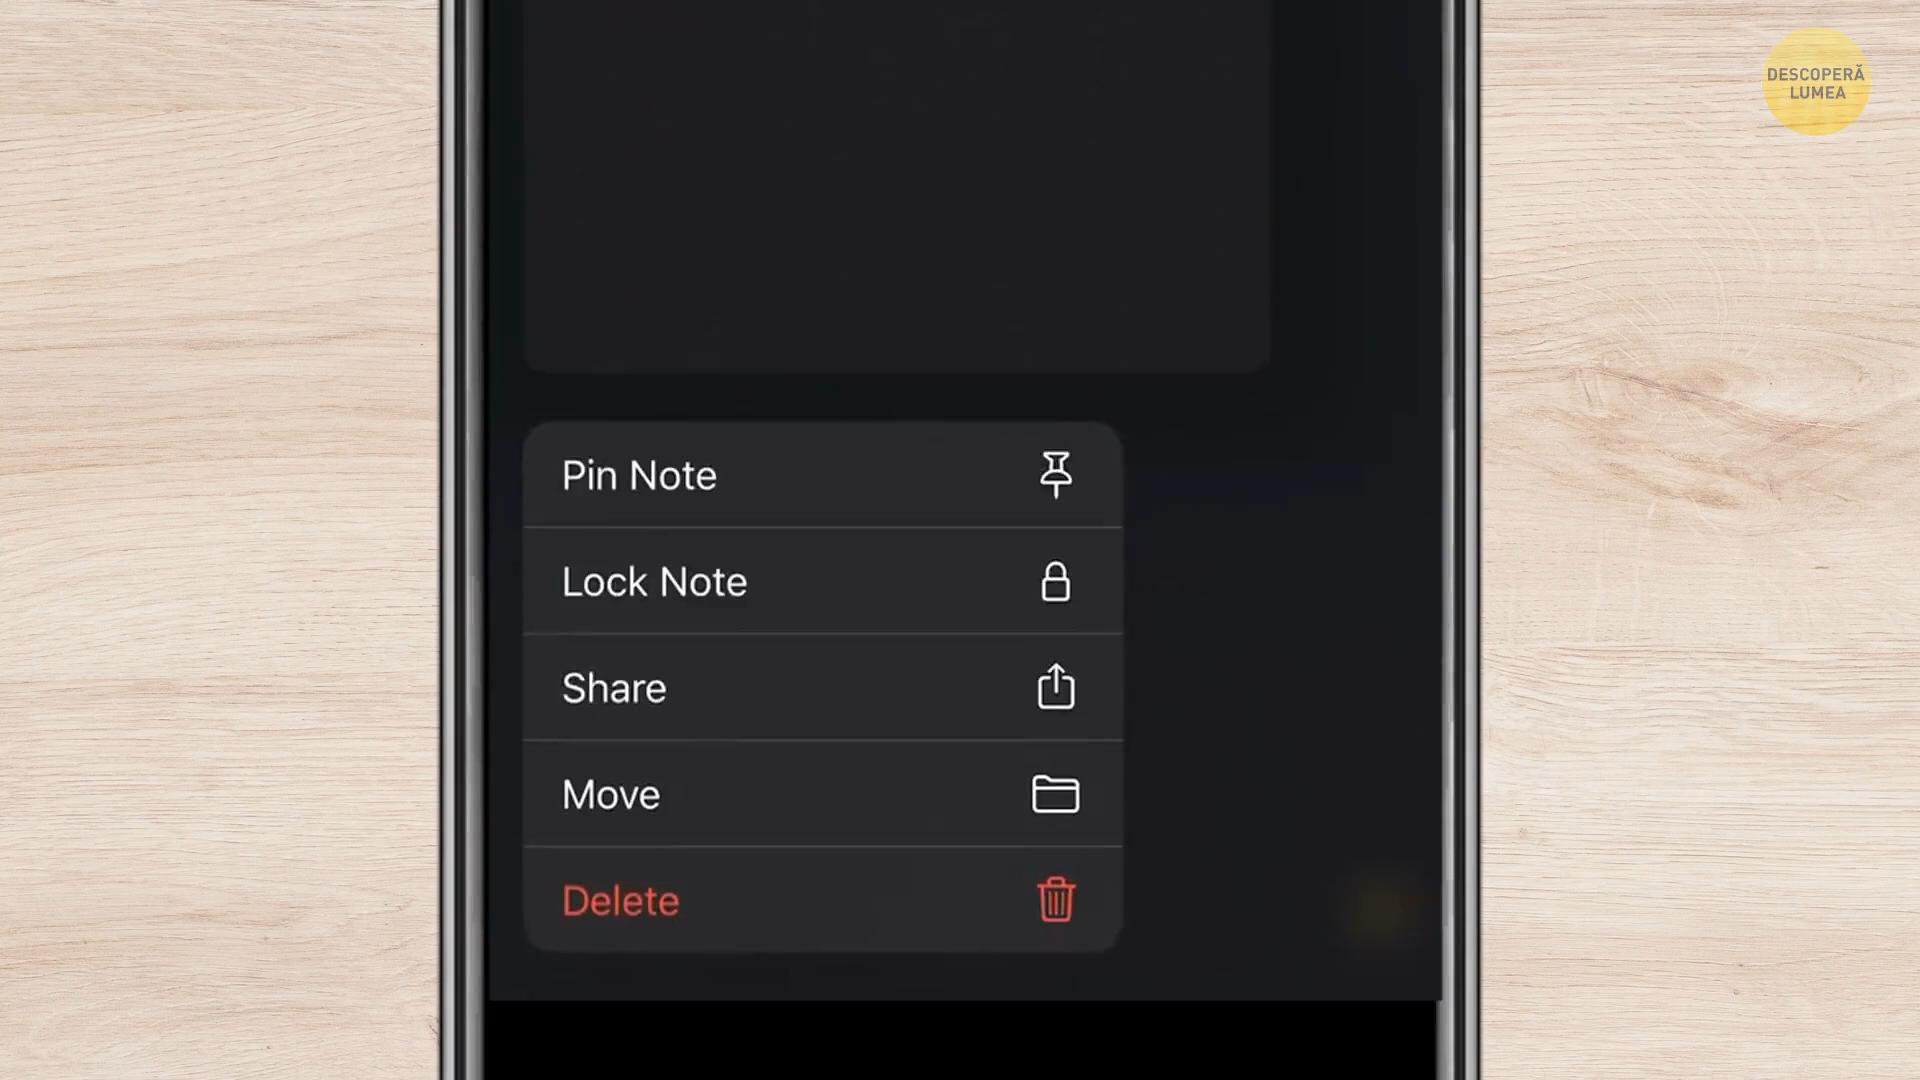 DESCOPERĂ
LUMEA
Pin Note
Lock Note
Share
Move
Delete